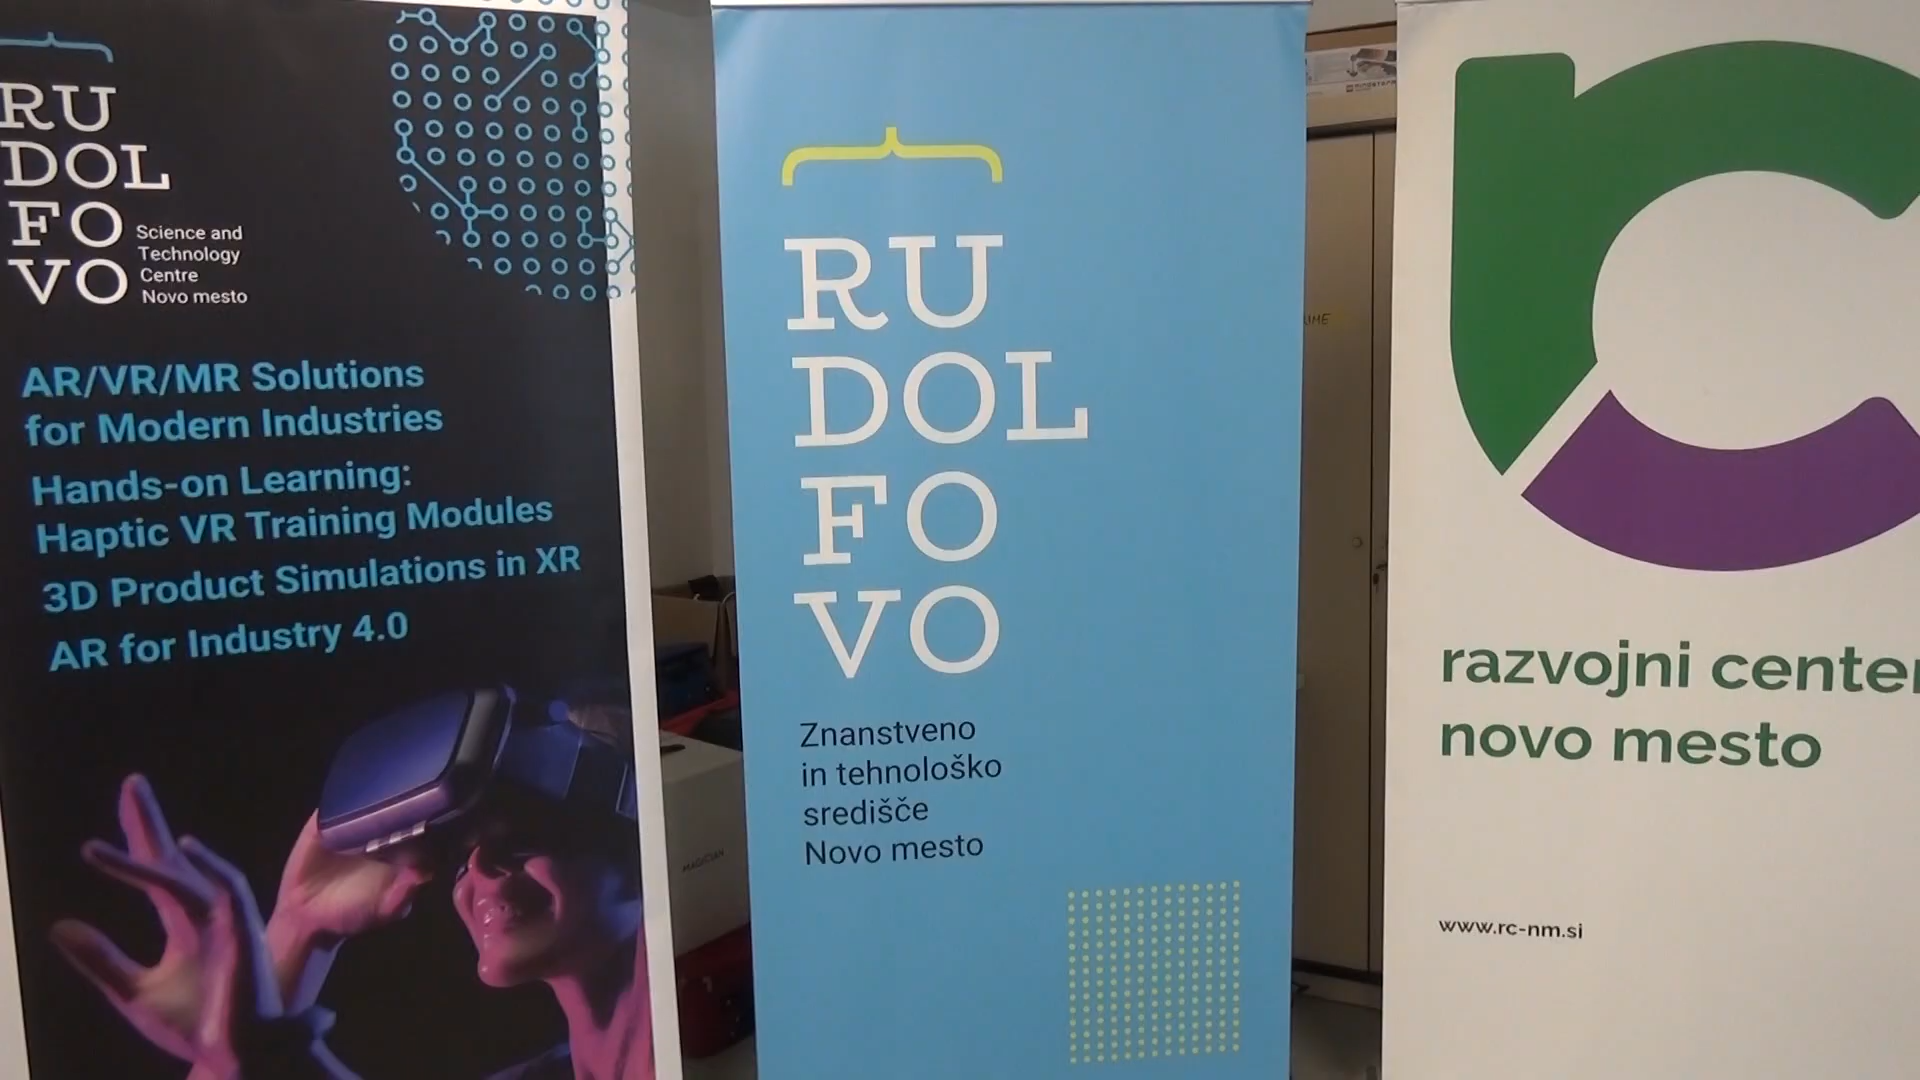 RU
DOL
FO
VO
Science and
Technology
Centre
Novo mesto
AR/VR/MR Solutions
for Modern Industries
Hands-on Learning:
Haptic VR Training Modules
3D Product Simulations in XR
AR for Industry 4.0
MAGICIAN
RU
DOL
FO
VO
Znanstveno
in tehnološko
središče
Novo mesto
razvojni center
novo mesto
www.rc-nm.si